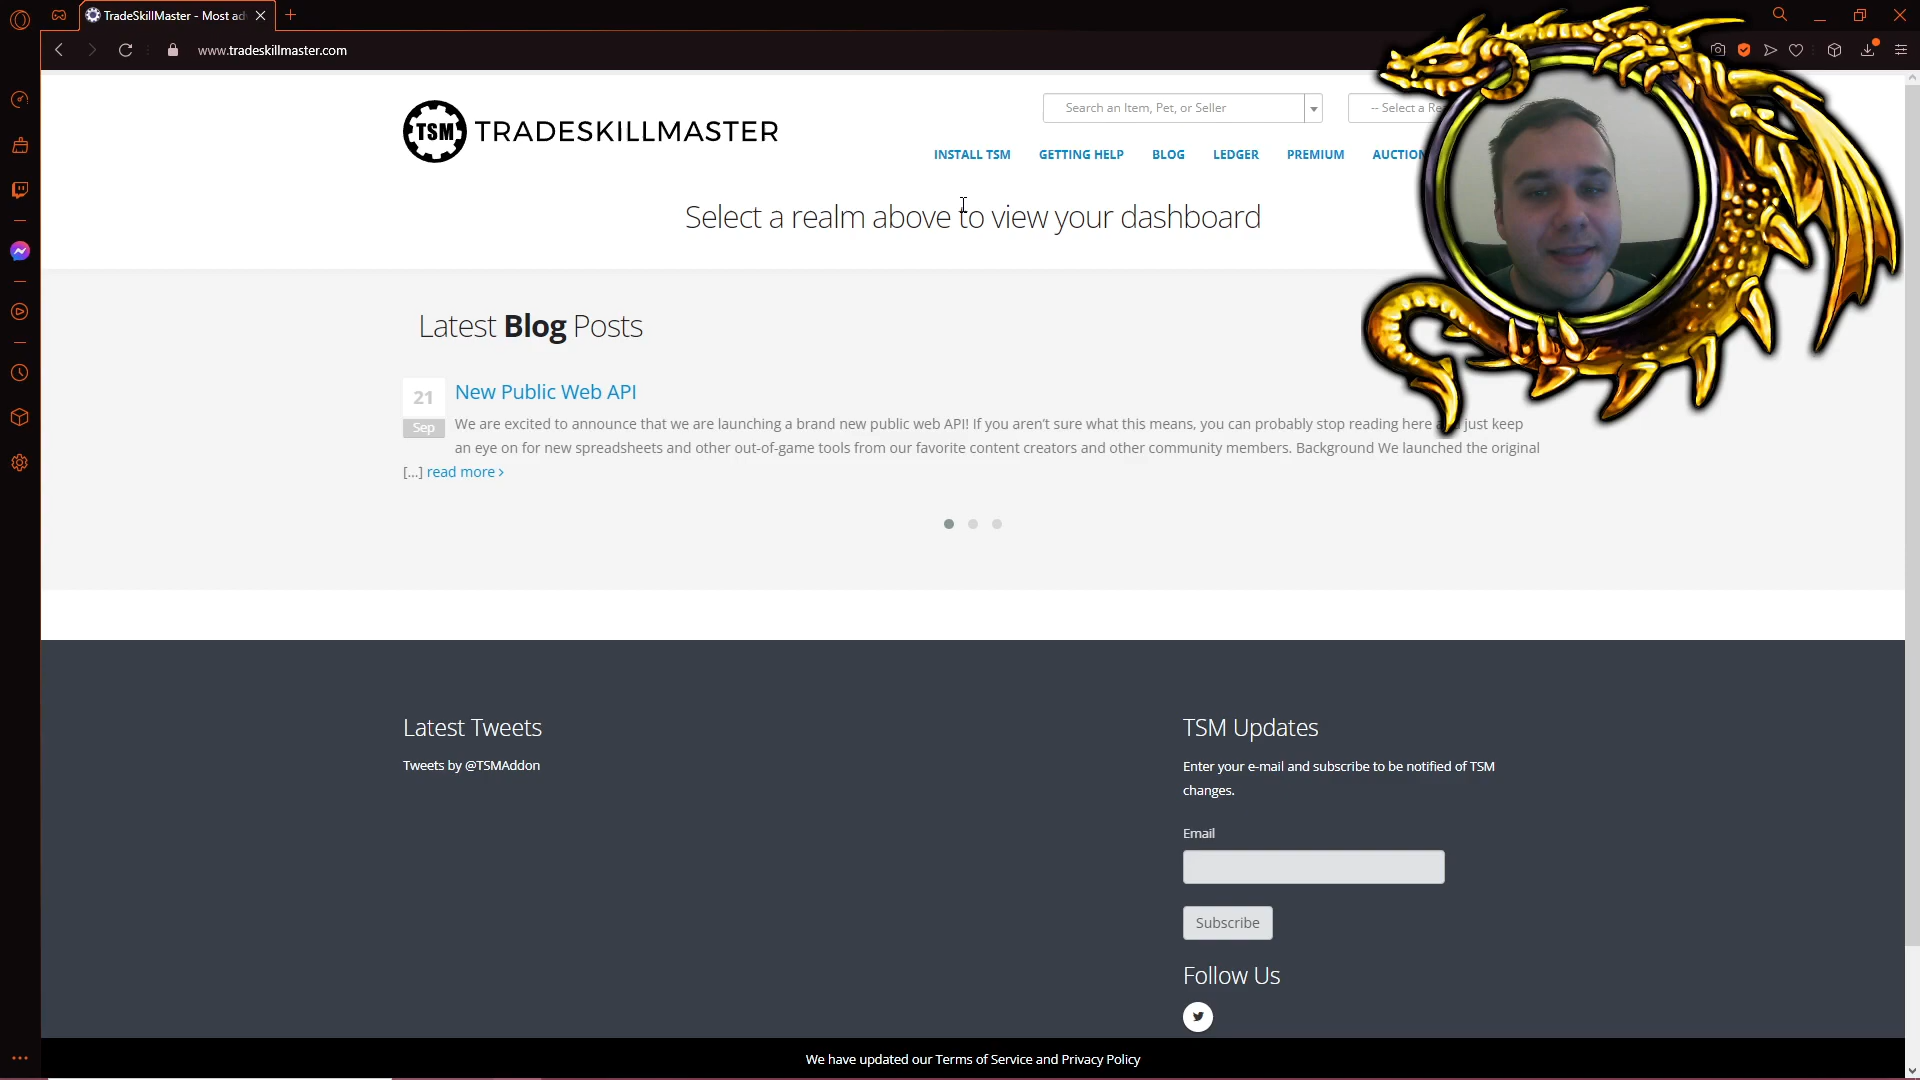 TradeSkillMaster - Most ad
www.tradeskillmaster.com
TSM TRADESKILLMASTER
Search an Item, Pet, or Seller
-- Select a Re
INSTALL TSM GETTING HELP BLOG LEDGER PREMIUM AUCTION
Select a realm above to view your dashboard
Latest Blog Posts
21
Sep
New Public Web API
We are excited to announce that we are launching a brand new public web API! If you aren't sure what this means, you can probably stop reading here just keep
an eye on for new spreadsheets and other out-of-game tools from our favorite content creators and other community members. Background We launched the original
[...] read more ›
Latest Tweets
Tweets by @TSMAddon
TSM Updates
Enter your e-mail and subscribe to be notified of TSM
changes.
Email
Subscribe
Follow Us
We have updated our Terms of Service and Privacy Policy